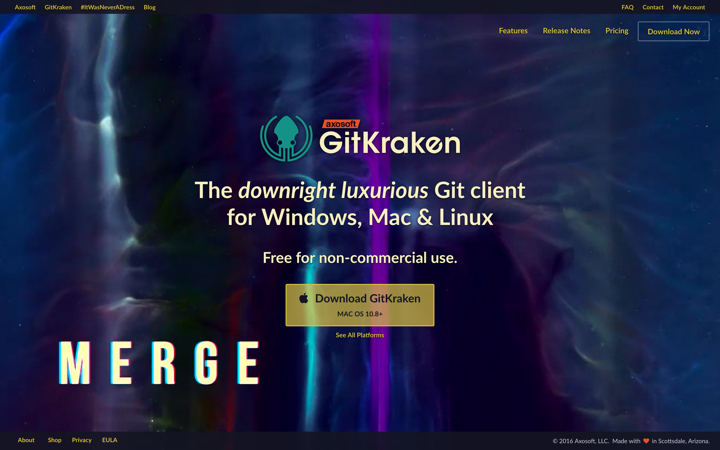 Axosoft GitKraken #ItWasNeverADress Blog FAQ Contact My Account
Features Release Notes Pricing Download Now
axosoft
GitKraken
The downright luxurious Git client
for Windows, Mac & Linux
Free for non-commercial use.
Download GitKraken
MAC OS 10.8+
See All Platforms
MERGE
About Shop Privacy EULA © 2016 Axosoft, LLC. Made with ❤ in Scottsdale, Arizona.